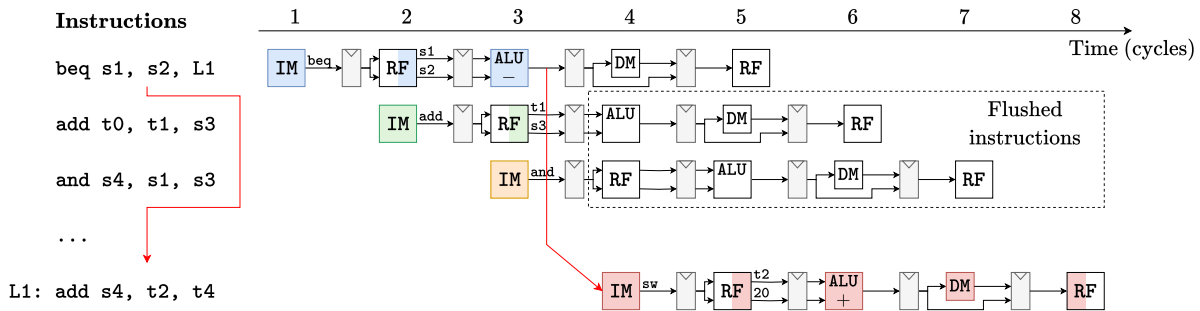 Instructions
1 2 3 4 5 6 7 8
Time (cycles)
beq s1, s2, L1
IM beq RF s1 s2 ALU − DM RF
add t0, t1, s3
IM add RF t1 s3 ALU DM RF
Flushed
instructions
and s4, s1, s3
IM and RF ALU DM RF
...
L1: add s4, t2, t4
IM sw RF t2 20 ALU + DM RF